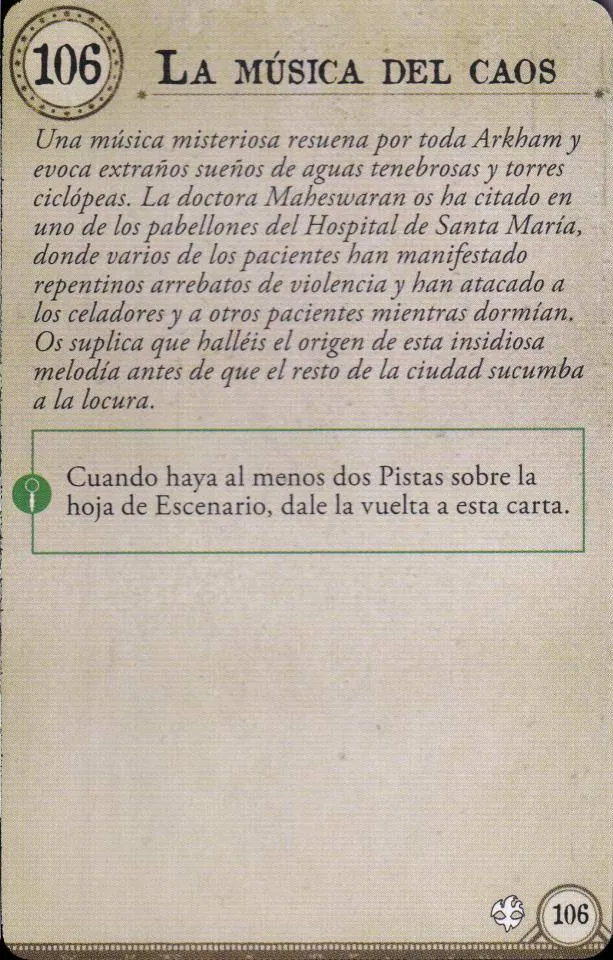 106
La música del caos
Una música misteriosa resuena por toda Arkham y
evoca extraños sueños de aguas tenebrosas y torres
ciclópeas. La doctora Maheswaran os ha citado en
uno de los pabellones del Hospital de Santa María,
donde varios de los pacientes han manifestado
repentinos arrebatos de violencia y han atacado a
los celadores y a otros pacientes mientras dormían.
Os suplica que halléis el origen de esta insidiosa
melodía antes de que el resto de la ciudad sucumba
a la locura.
Cuando haya al menos dos Pistas sobre la
hoja de Escenario, dale la vuelta a esta carta.
106